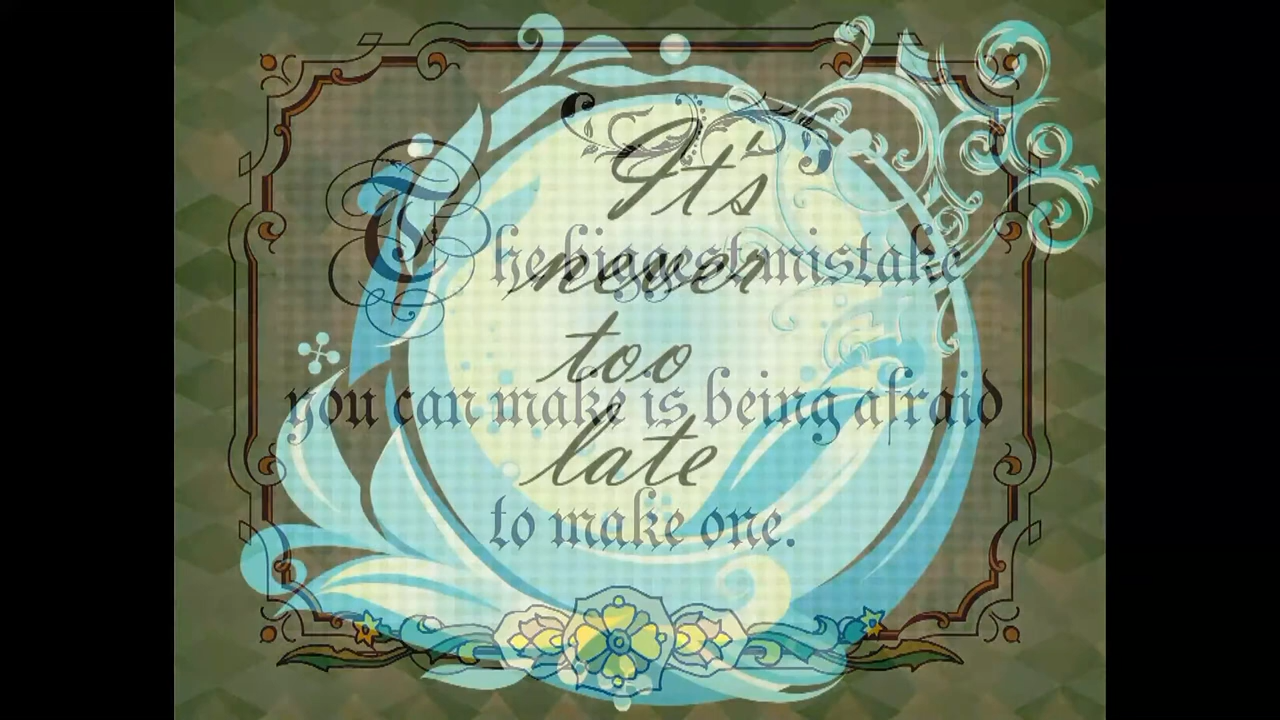 It's
The biggest mistake
never
too
you can make is being afraid
late
to make one.